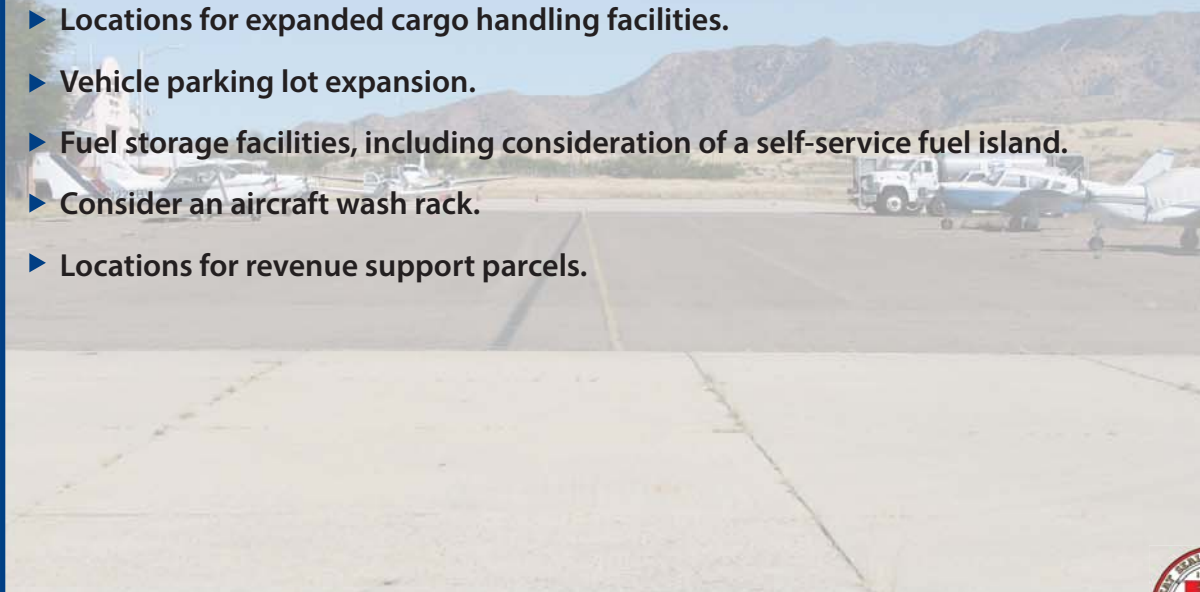 ▶ Locations for expanded cargo handling facilities.
▶ Vehicle parking lot expansion.
▶ Fuel storage facilities, including consideration of a self-service fuel island.
▶ Consider an aircraft wash rack.
▶ Locations for revenue support parcels.